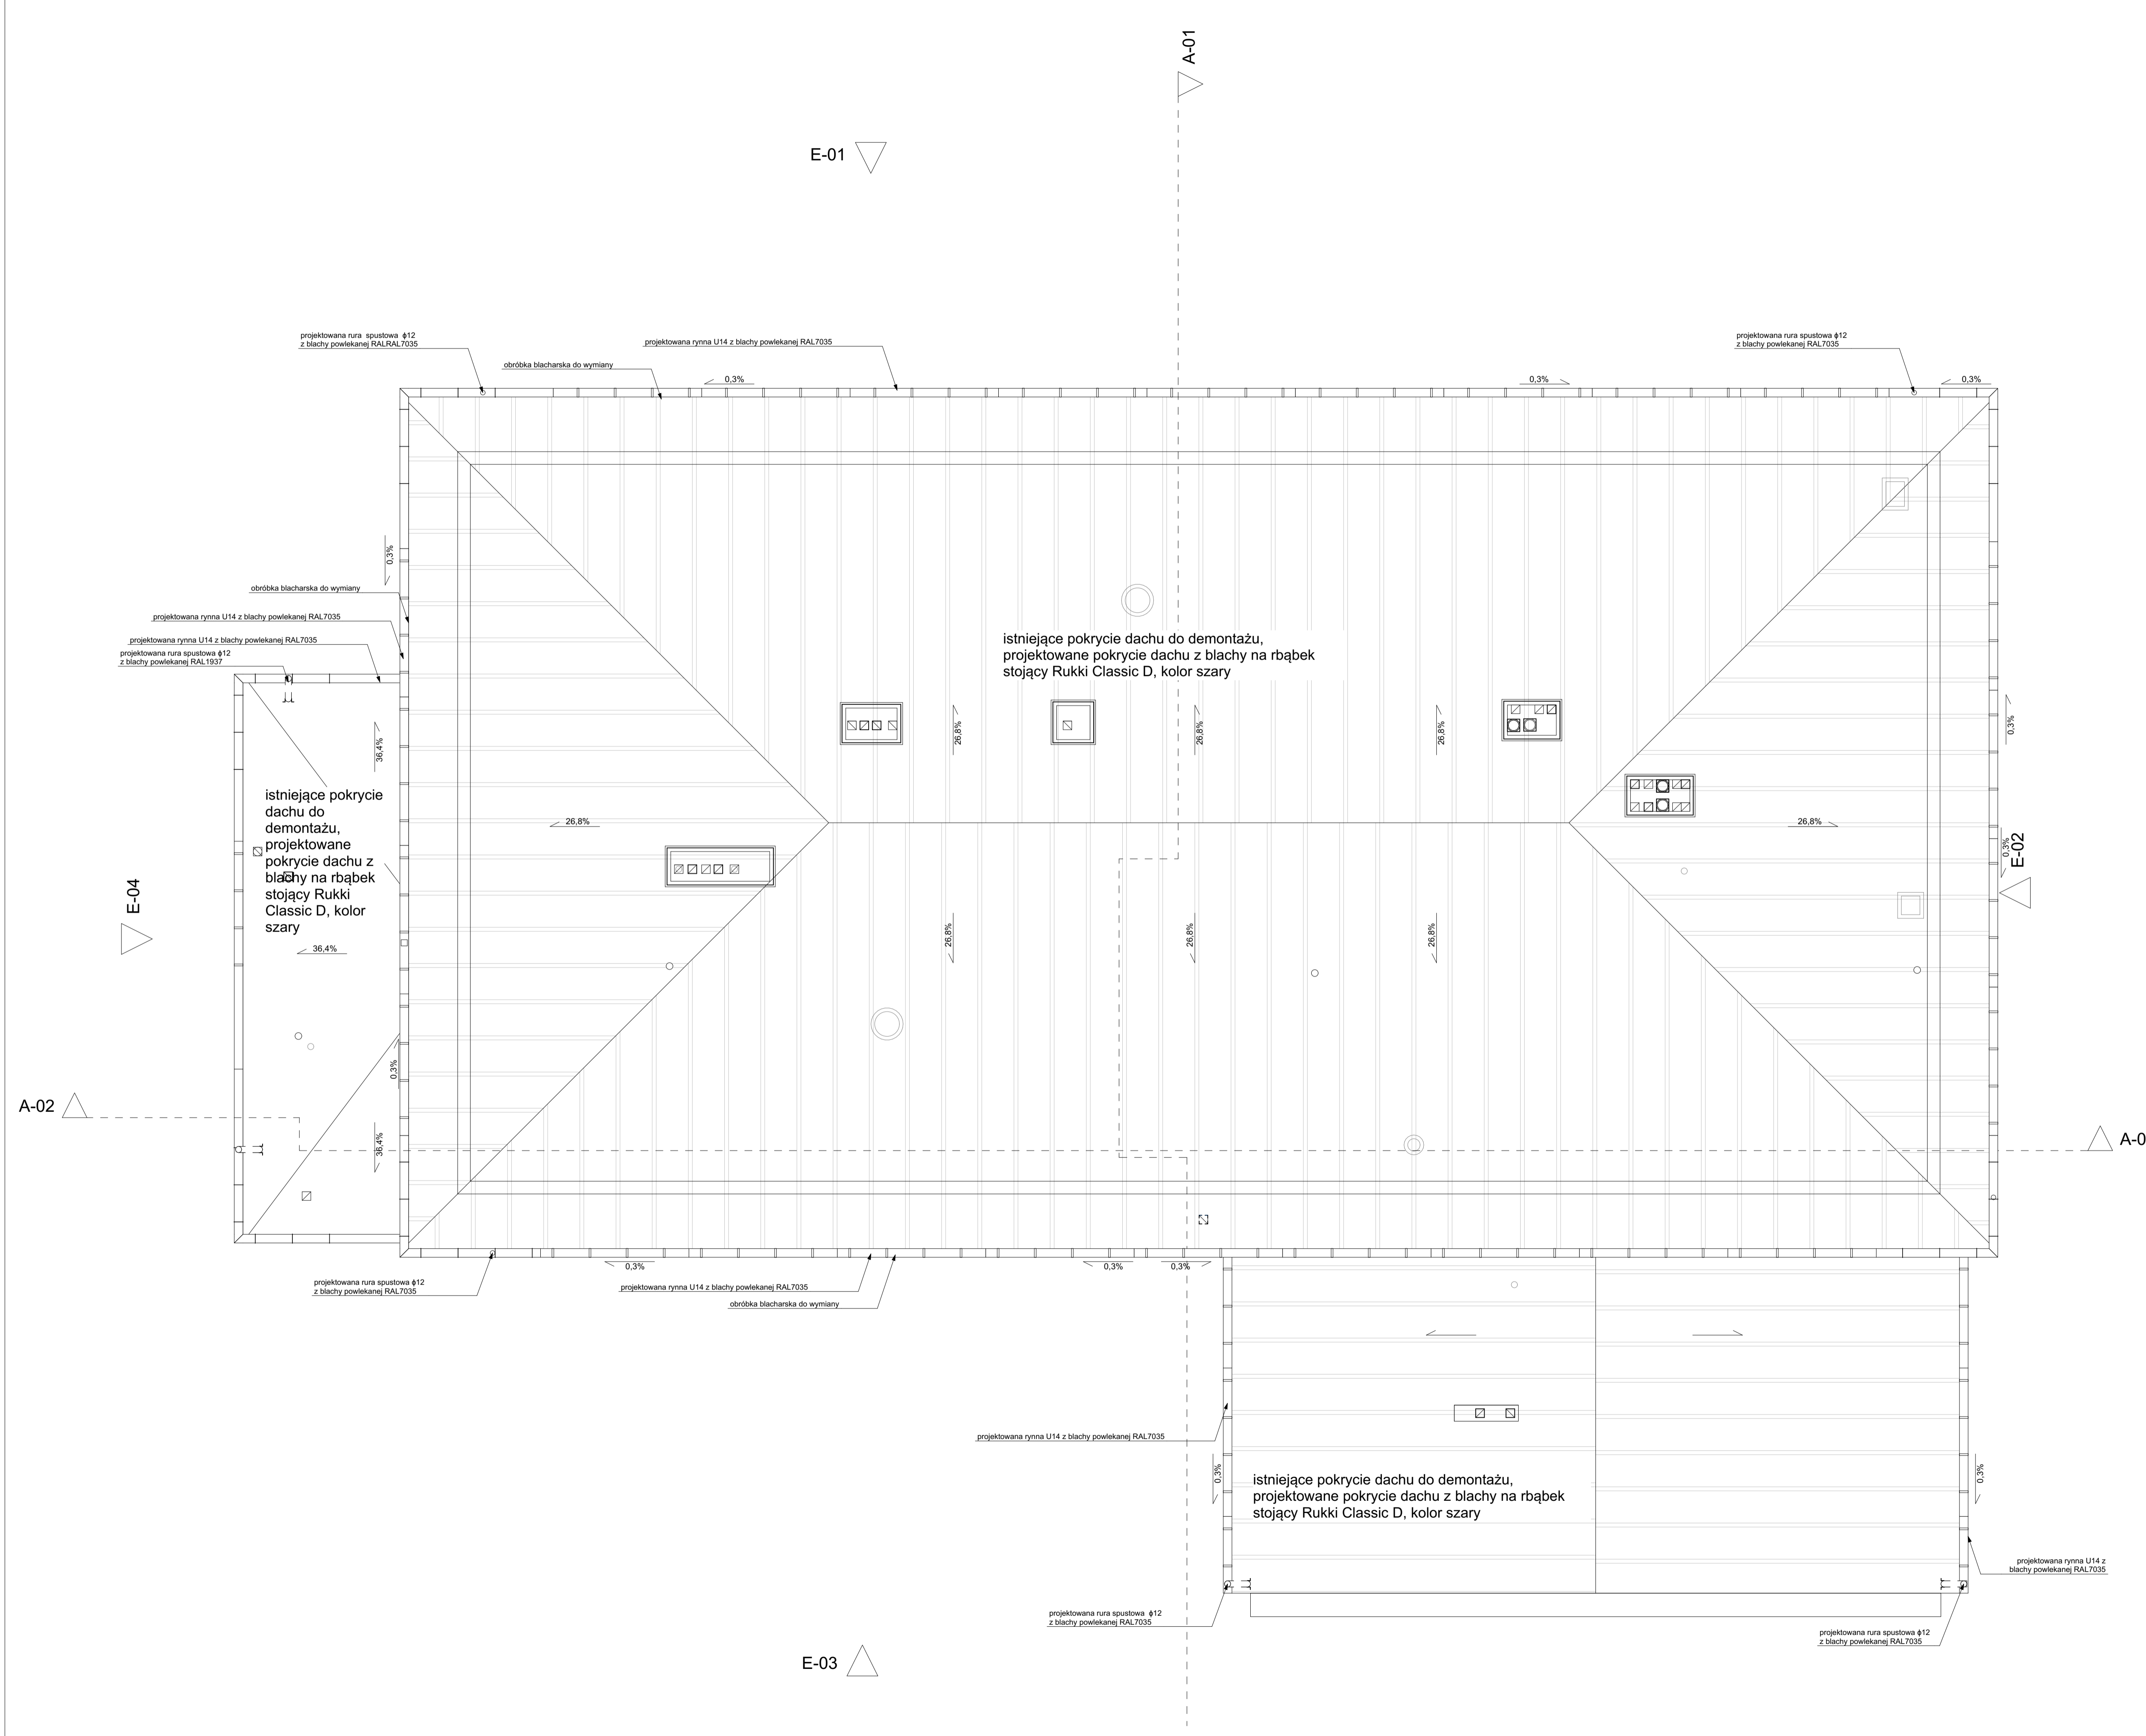 A-01
E-01
projektowana rura spustowa ϕ12
z blachy powlekanej RALRAL7035
projektowana rynna U14 z blachy powlekanej RAL7035
obróbka blacharska do wymiany
projektowana rura spustowa ϕ12
z blachy powlekanej RAL7035
0,3%
0,3%
0,3%
0,3%
obróbka blacharska do wymiany
projektowana rynna U14 z blachy powlekanej RAL7035
projektowana rynna U14 z blachy powlekanej RAL7035
projektowana rura spustowa ϕ12
z blachy powlekanej RAL1937
istniejące pokrycie dachu do demontażu,
projektowane pokrycie dachu z blachy na rbąbek
stojący Rukki Classic D, kolor szary
36,4%
26,8%
26,8%
26,8%
0,3%
istniejące pokrycie
dachu do
demontażu,
projektowane
pokrycie dachu z
blachy na rbąbek
stojący Rukki
Classic D, kolor
szary
26,8%
26,8%
0,3%
E-02
E-04
36,4%
26,8%
26,8%
26,8%
0,3%
A-02
36,4%
A-0
0,3%
0,3%
0,3%
projektowana rura spustowa ϕ12
z blachy powlekanej RAL7035
projektowana rynna U14 z blachy powlekanej RAL7035
obróbka blacharska do wymiany
projektowana rynna U14 z blachy powlekanej RAL7035
0,3%
0,3%
istniejące pokrycie dachu do demontażu,
projektowane pokrycie dachu z blachy na rbąbek
stojący Rukki Classic D, kolor szary
projektowana rynna U14 z
blachy powlekanej RAL7035
projektowana rura spustowa ϕ12
z blachy powlekanej RAL7035
projektowana rura spustowa ϕ12
z blachy powlekanej RAL7035
E-03